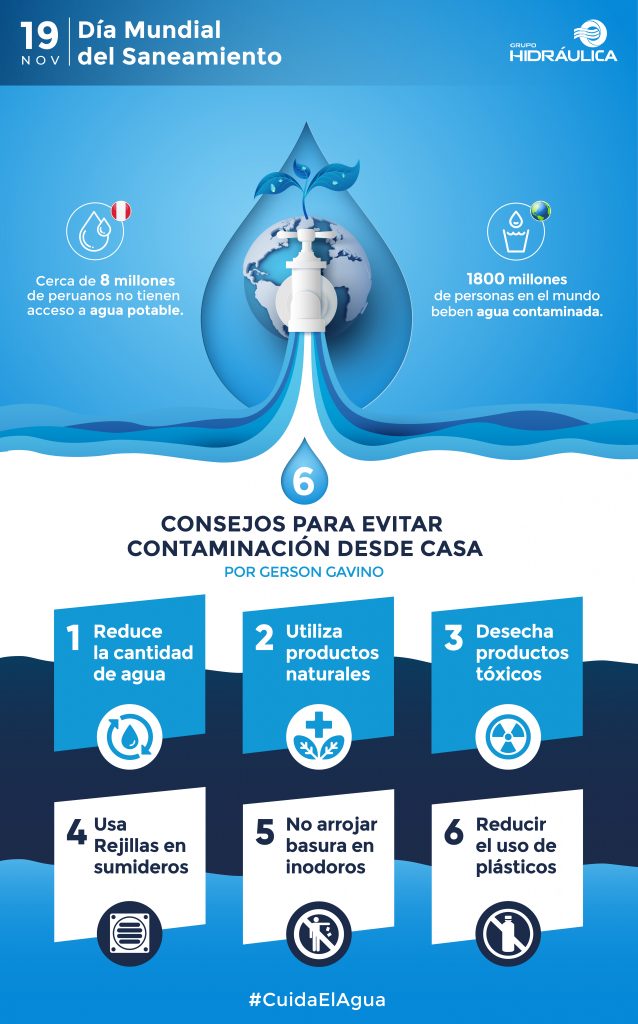 19
NOV
Día Mundial
del Saneamiento
GRUPO
HIDRÁULICA
Cerca de 8 millones
de peruanos no tienen
acceso a agua potable.
1800 millones
de personas en el mundo
beben agua contaminada.
6
CONSEJOS PARA EVITAR
CONTAMINACIÓN DESDE CASA
POR GERSON GAVINO
1 Reduce
la cantidad
de agua
2 Utiliza
productos
naturales
3 Desecha
productos
tóxicos
4 Usa
Rejillas en
sumideros
5 No arrojar
basura en
inodoros
6 Reducir
el uso de
plásticos
#CuidaElAgua